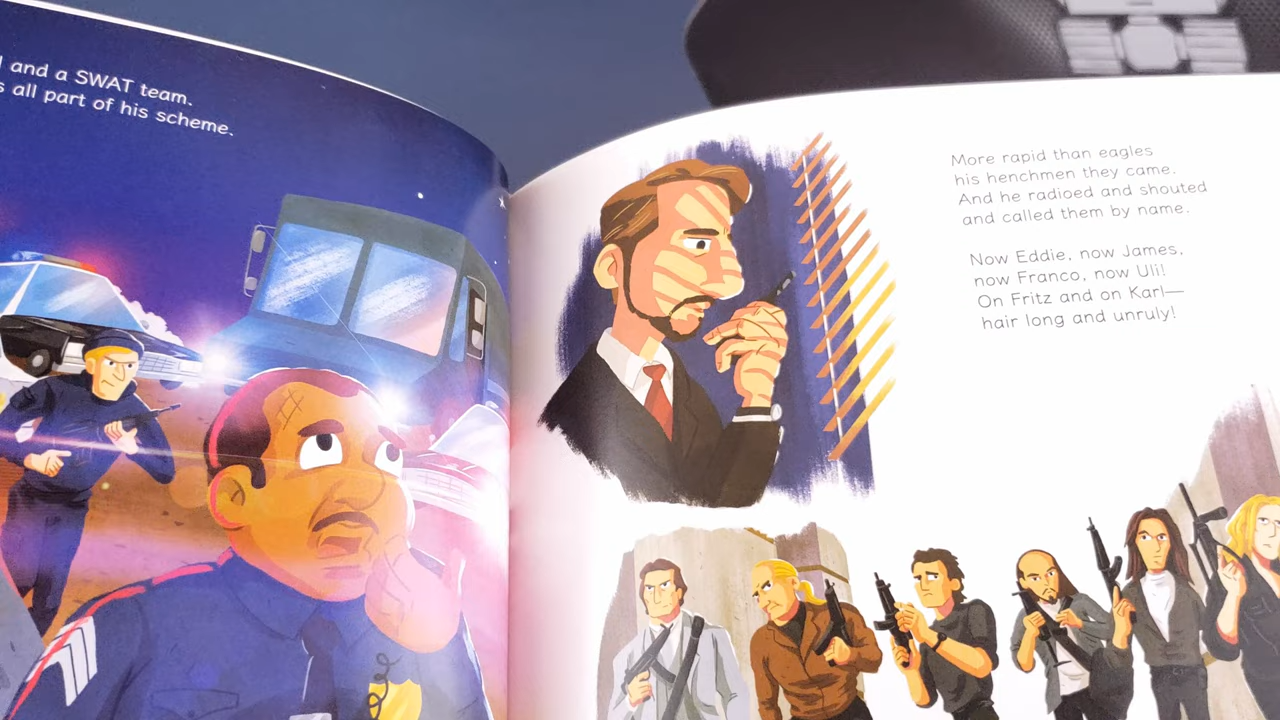 and a SWAT team.
all part of his scheme.
More rapid than eagles
his henchmen they came.
And he radioed and shouted
and called them by name.
Now Eddie, now James,
now Franco, now Uli!
On Fritz and on Karl—
hair long and unruly!